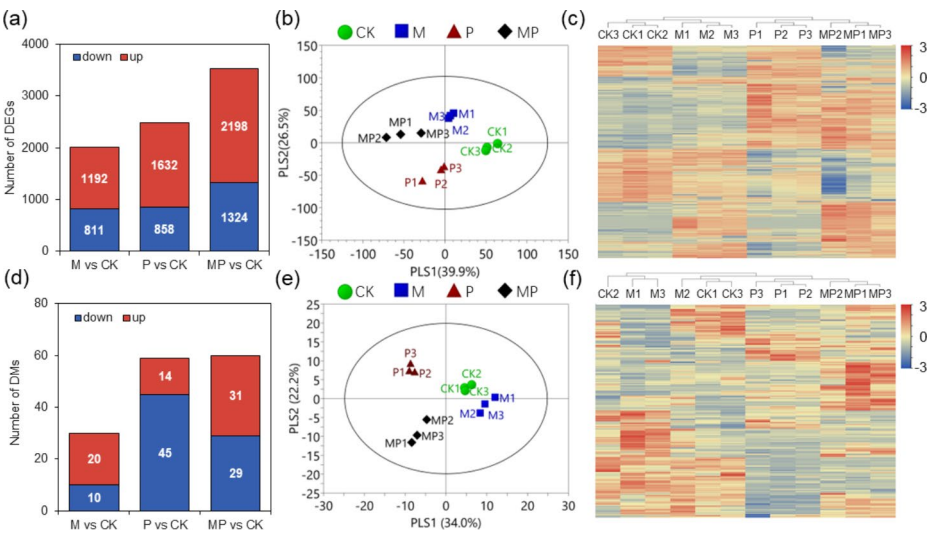 (a)
4000
3000
2000
1000
0
Number of DEGs
down up
1192
811
1632
858
2198
1324
M vs CK P vs CK MP vs CK
(b)
CK M P MP
150
100
50
0
-50
-100
-150
PLS2(26.5%)
MP1
MP2
MP3
M3
M1
M2
CK1
CK3
CK2
P3
P1
P2
-150 -100 -50 0 50 100 150
PLS1(39.9%)
(c)
CK3 CK1 CK2 M1 M2 M3 P1 P2 P3 MP2 MP1 MP3
3
0
-3
(d)
80
60
40
20
0
Number of DMs
down up
20
10
14
45
31
29
M vs CK P vs CK MP vs CK
(e)
CK M P MP
25
20
15
10
5
0
-5
-10
-15
-20
-25
PLS2 (22.2%)
P3
P1
P2
CK2
CK1
CK3
M1
M2
M3
MP2
MP3
MP1
-30 -20 -10 0 10 20 30
PLS1 (34.0%)
(f)
CK2 M1 M3 M2 CK1 CK3 P3 P1 P2 MP2 MP1 MP3
3
0
-3